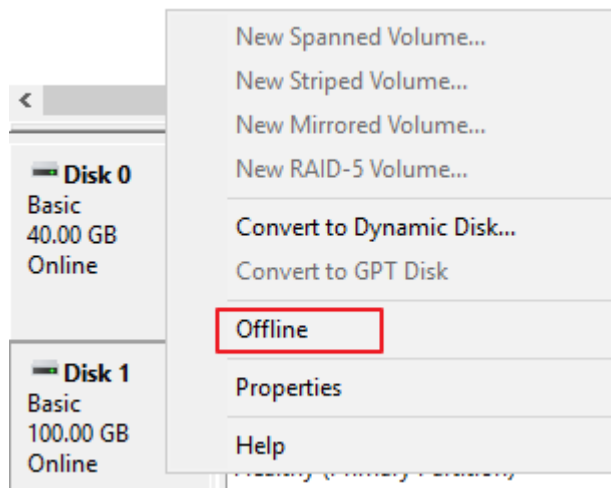 New Spanned Volume...
New Striped Volume...
New Mirrored Volume...
New RAID-5 Volume...
Convert to Dynamic Disk...
Convert to GPT Disk
Offline
Properties
Help
Disk 0
Basic
40.00 GB
Online
Disk 1
Basic
100.00 GB
Online